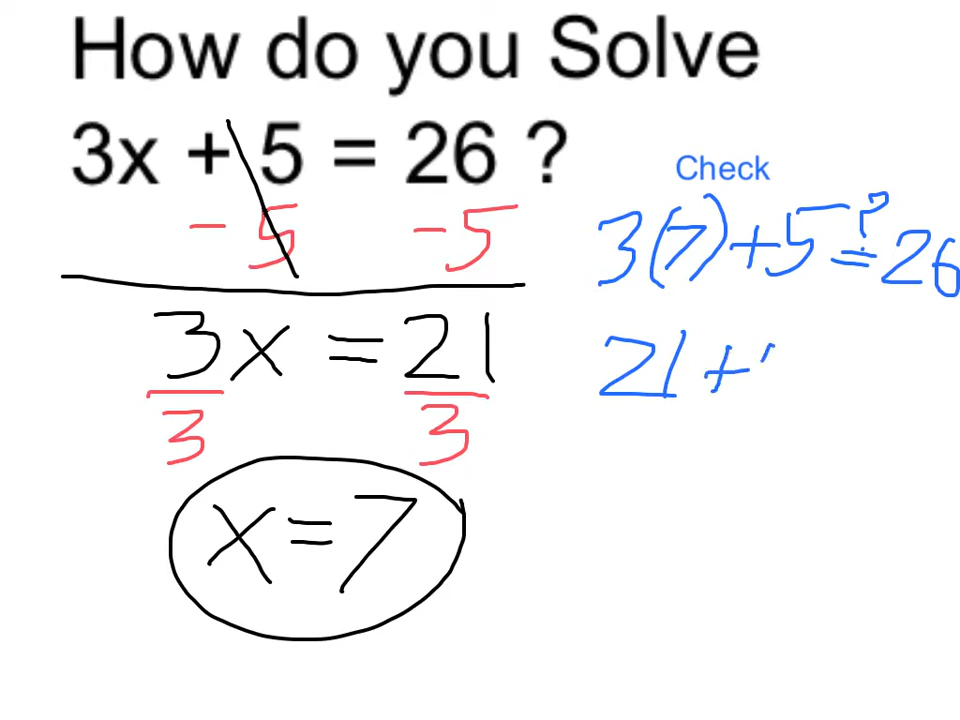 How do you Solve
3x + 5 = 26 ?
- 5 - 5
3x = 21
3 3
x = 7
Check
3(7) + 5 ?= 26
21 +